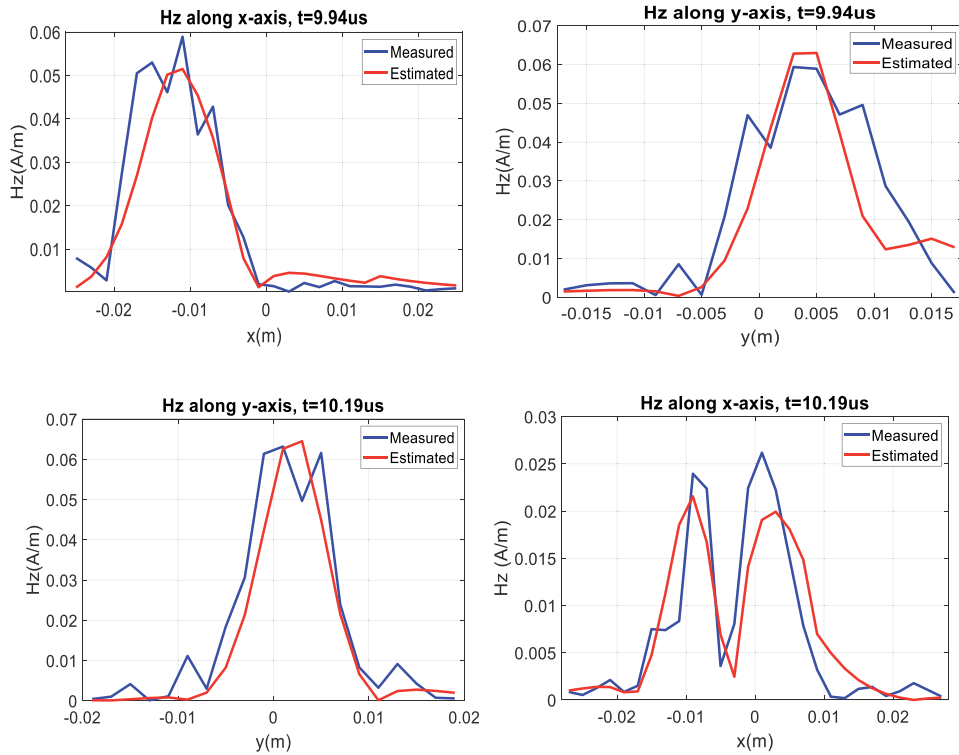 Hz along x-axis, t=9.94us
0.06
0.05
0.04
0.03
0.02
0.01
Hz(A/m)
Measured
Estimated
-0.02
-0.01
0
0.01
0.02
x(m)
Hz along y-axis, t=9.94us
0.07
0.06
0.05
0.04
0.03
0.02
0.01
0
Hz(A/m)
Measured
Estimated
-0.015
-0.01
-0.005
0
0.005
0.01
0.015
y(m)
Hz along y-axis, t=10.19us
0.07
0.06
0.05
0.04
0.03
0.02
0.01
0
Hz(A/m)
Measured
Estimated
-0.02
-0.01
0
0.01
0.02
y(m)
Hz along x-axis, t=10.19us
0.03
0.025
0.02
0.015
0.01
0.005
0
Hz (A/m)
Measured
Estimated
-0.02
-0.01
0
0.01
0.02
x(m)